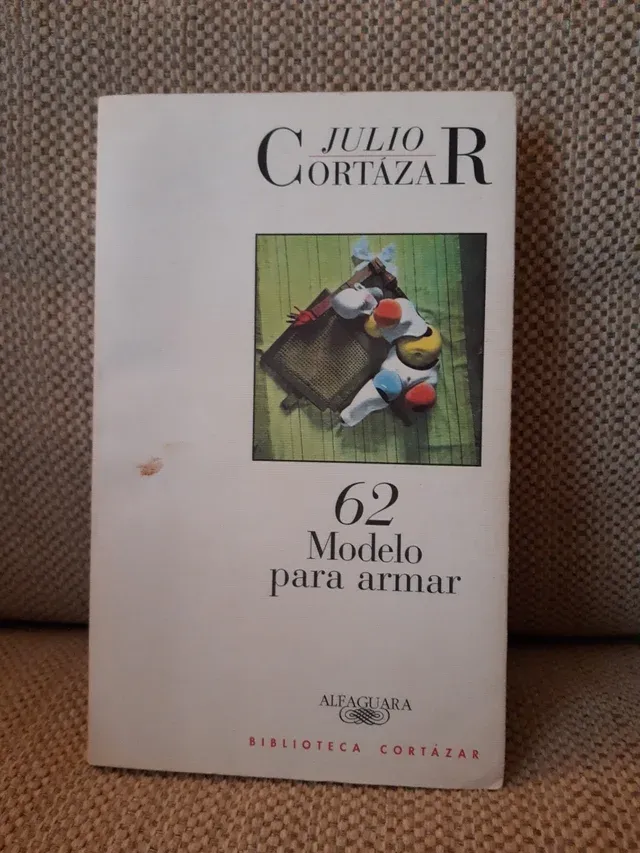 JULIO
CORTÁZAR
62
Modelo
para armar
ALFAGUARA
BIBLIOTECA CORTÁZAR